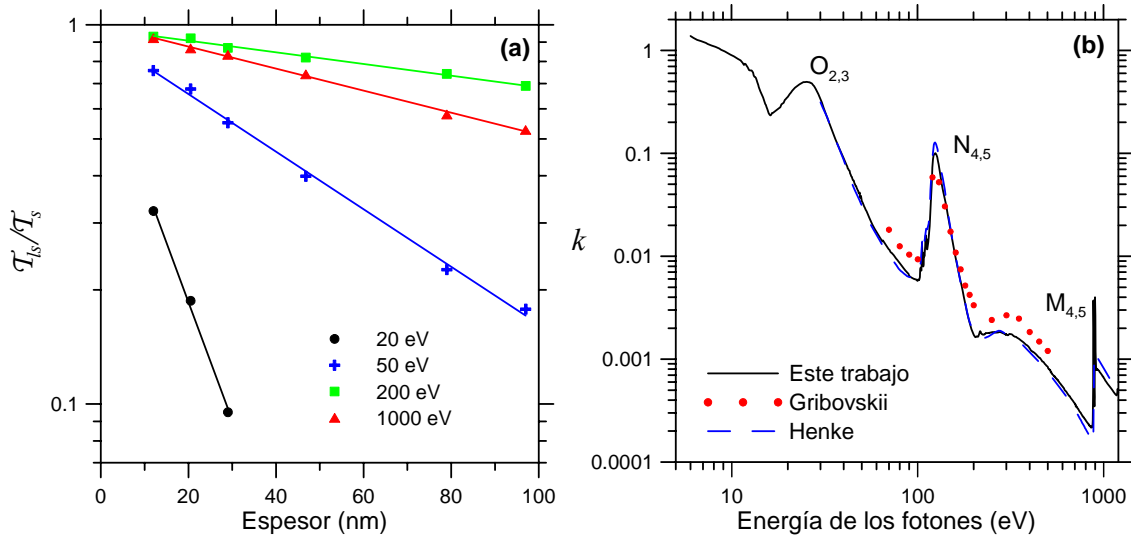 (a)
1
0.1
𝒯ls/𝒯s
0 20 40 60 80 100
Espesor (nm)
20 eV
50 eV
200 eV
1000 eV
(b)
1
0.1
0.01
0.001
0.0001
k
O2,3
N4,5
M4,5
Este trabajo
Gribovskii
Henke
10 100 1000
Energía de los fotones (eV)